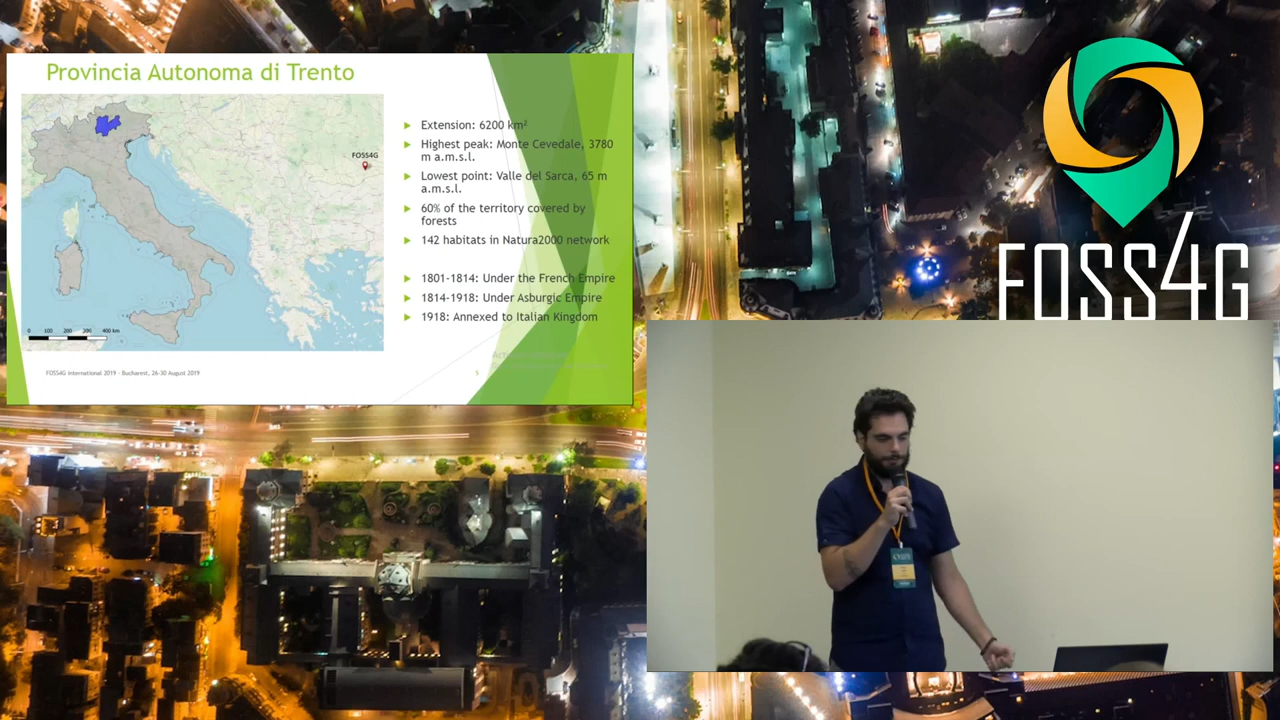 Provincia Autonoma di Trento
FOSS4G
0 100 200 300 400 km
Extension: 6200 km²
Highest peak: Monte Cevedale, 3780
m a.m.s.l.
Lowest point: Valle del Sarca, 65 m
a.m.s.l.
60% of the territory covered by
forests
142 habitats in Natura2000 network
1801-1814: Under the French Empire
1814-1918: Under Asburgic Empire
1918: Annexed to Italian Kingdom
FOSS4G International 2019 - Bucharest, 26-30 August 2019
5
FOSS4G